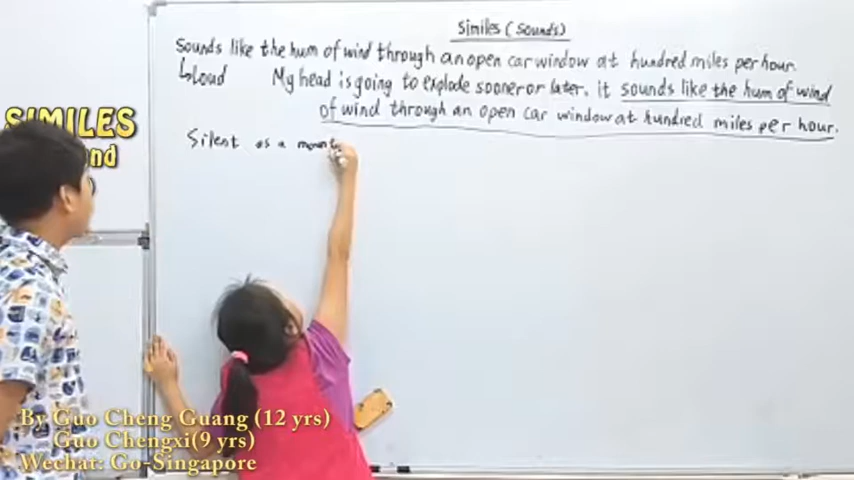 Similes (Sounds)
Sounds like the hum of wind through an open car window at hundred miles per hour.
Loud My head is going to explode sooner or later. it sounds like the hum of wind
of wind through an open car window at hundred miles per hour.
Silent as a mount
SIMILES
nd
By Guo Cheng Guang (12 yrs)
Guo Chengxi(9 yrs)
Wechat: Go-Singapore